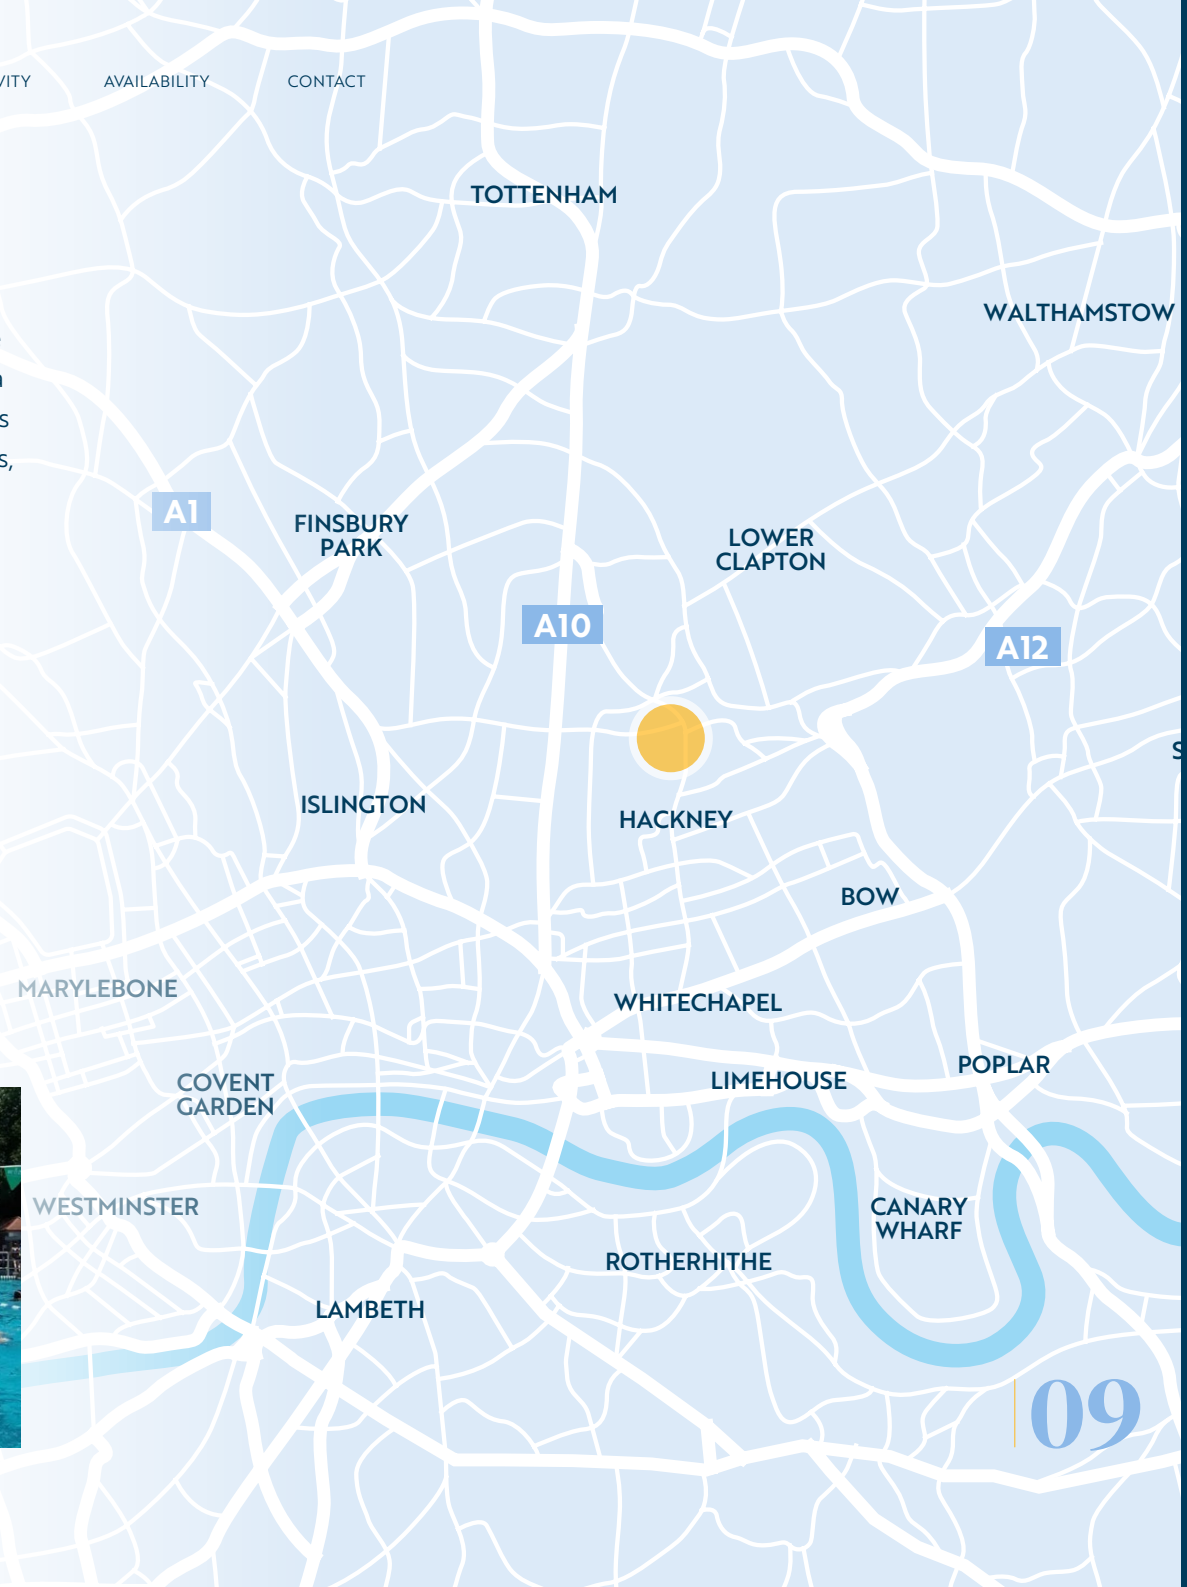 AVAILABILITY
CONTACT
TOTTENHAM
WALTHAMSTOW
s
s,
A1
FINSBURY
PARK
LOWER
CLAPTON
A10
A12
ISLINGTON
HACKNEY
BOW
MARYLEBONE
WHITECHAPEL
POPLAR
COVENT
GARDEN
LIMEHOUSE
WESTMINSTER
CANARY
WHARF
ROTHERHITHE
LAMBETH
09